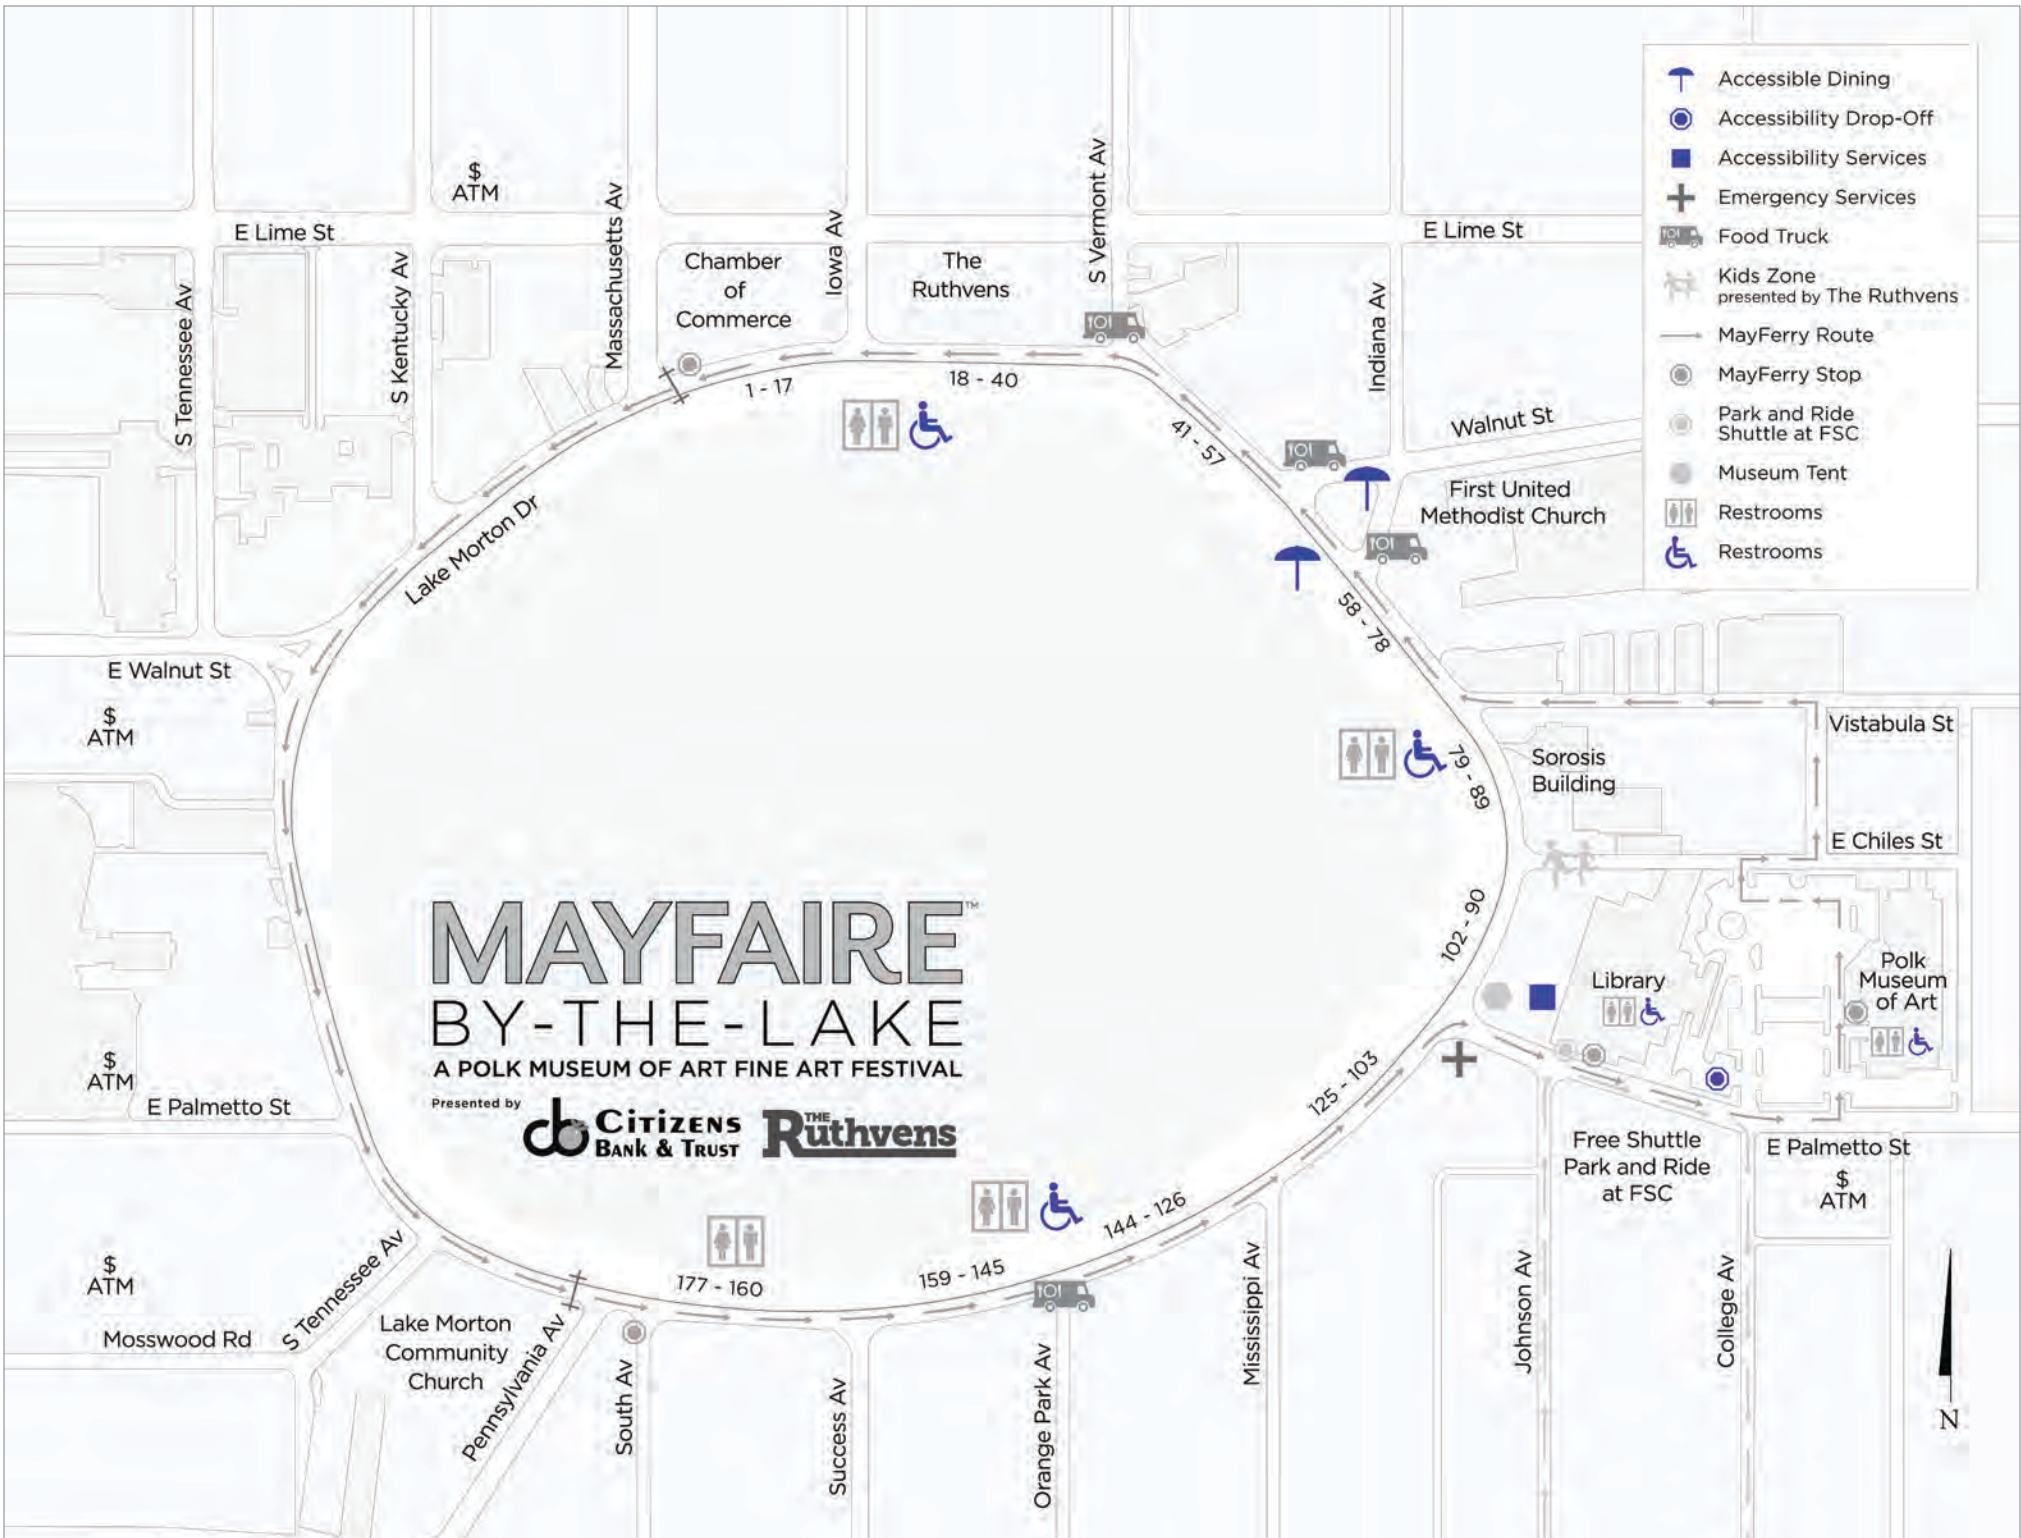 Accessible Dining
Accessibility Drop-Off
Accessibility Services
Emergency Services
Food Truck
Kids Zone
presented by The Ruthvens
MayFerry Route
MayFerry Stop
Park and Ride
Shuttle at FSC
Museum Tent
Restrooms
Restrooms
$
ATM
E Lime St
E Lime St
S Tennessee Av
S Kentucky Av
Massachusetts Av
Chamber
of
Commerce
Iowa Av
The
Ruthvens
S Vermont Av
Indiana Av
1 - 17
18 - 40
41 - 57
Walnut St
First United
Methodist Church
58 - 78
Lake Morton Dr
E Walnut St
$
ATM
Vistabula St
Sorosis
Building
79 - 89
E Chiles St
102 - 90
Library
Polk
Museum
of Art
MAYFAIRE™
BY-THE-LAKE
A POLK MUSEUM OF ART FINE ART FESTIVAL
Presented by
cb
CITIZENS
BANK & TRUST
THE
Ruthvens
$
ATM
E Palmetto St
125 - 103
Free Shuttle
Park and Ride
at FSC
E Palmetto St
$
ATM
144 - 126
159 - 145
177 - 160
$
ATM
Mosswood Rd
S Tennessee Av
Lake Morton
Community
Church
Pennsylvania Av
South Av
Success Av
Orange Park Av
Mississippi Av
Johnson Av
College Av
N